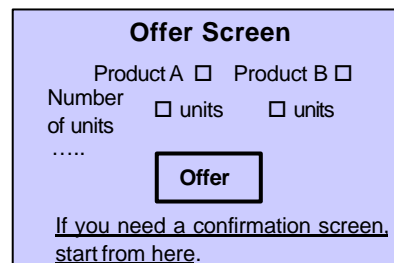 Offer Screen
Product A □ Product B □
Number of units □ units □ units
…..
Offer
If you need a confirmation screen,
start from here.